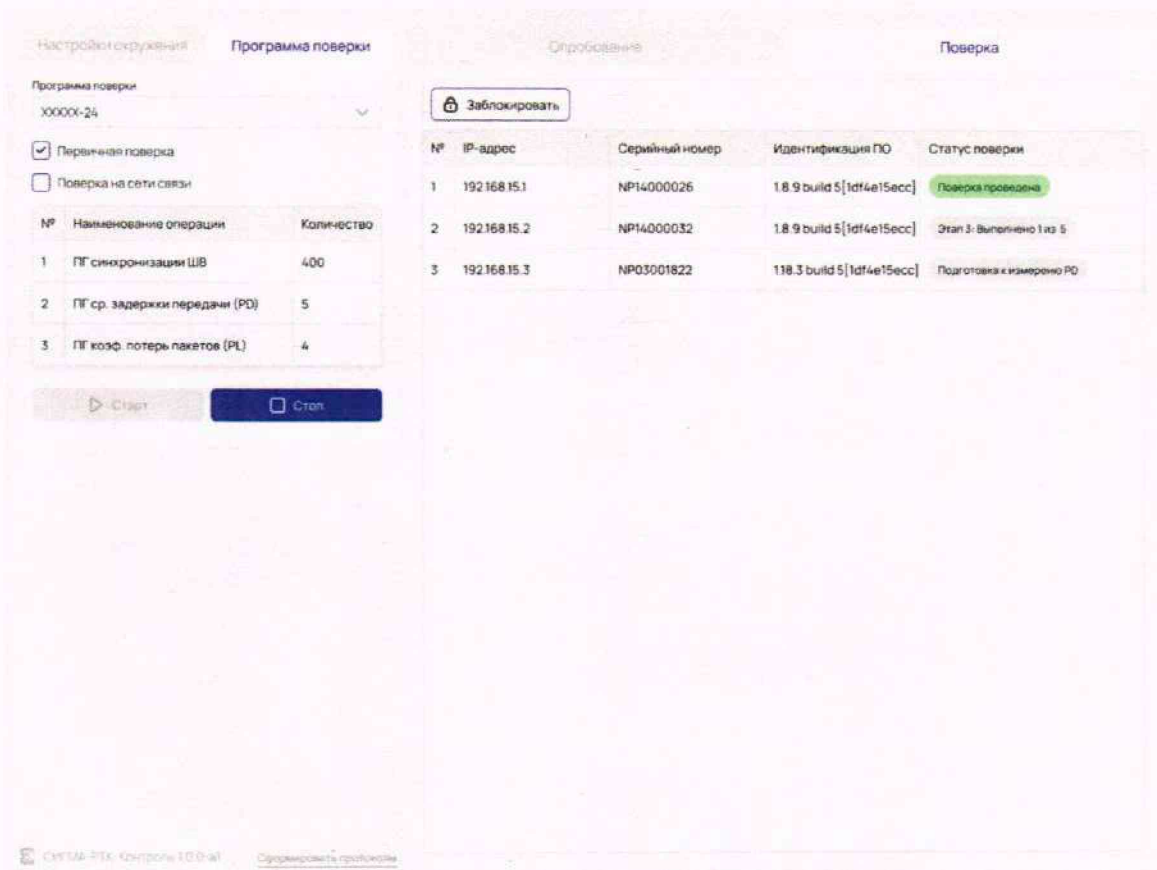 Настройки окружения Программа поверки Опробование Поверка
Программа поверки
XXXXX-24
Заблокировать
Первичная поверка
Поверка на сети связи
№ Наименование операции Количество
1 ПГ синхронизации ШВ 400
2 ПГ ср. задержки передачи (PD) 5
3 ПГ коэф. потерь пакетов (PL) 4
Старт Стоп
№ IP-адрес Серийный номер Идентификация ПО Статус поверки
1 192.168.15.1 NP14000026 1.8.9 build 5[1df4e15ecc] Поверка проведена
2 192.168.15.2 NP14000032 1.8.9 build 5[1df4e15ecc] Этап 3: Выполнено 1 из 5
3 192.168.15.3 NP03001822 1.18.3 build 5[1df4e15ecc] Подготовка к измерению PD
Сформировать протоколы